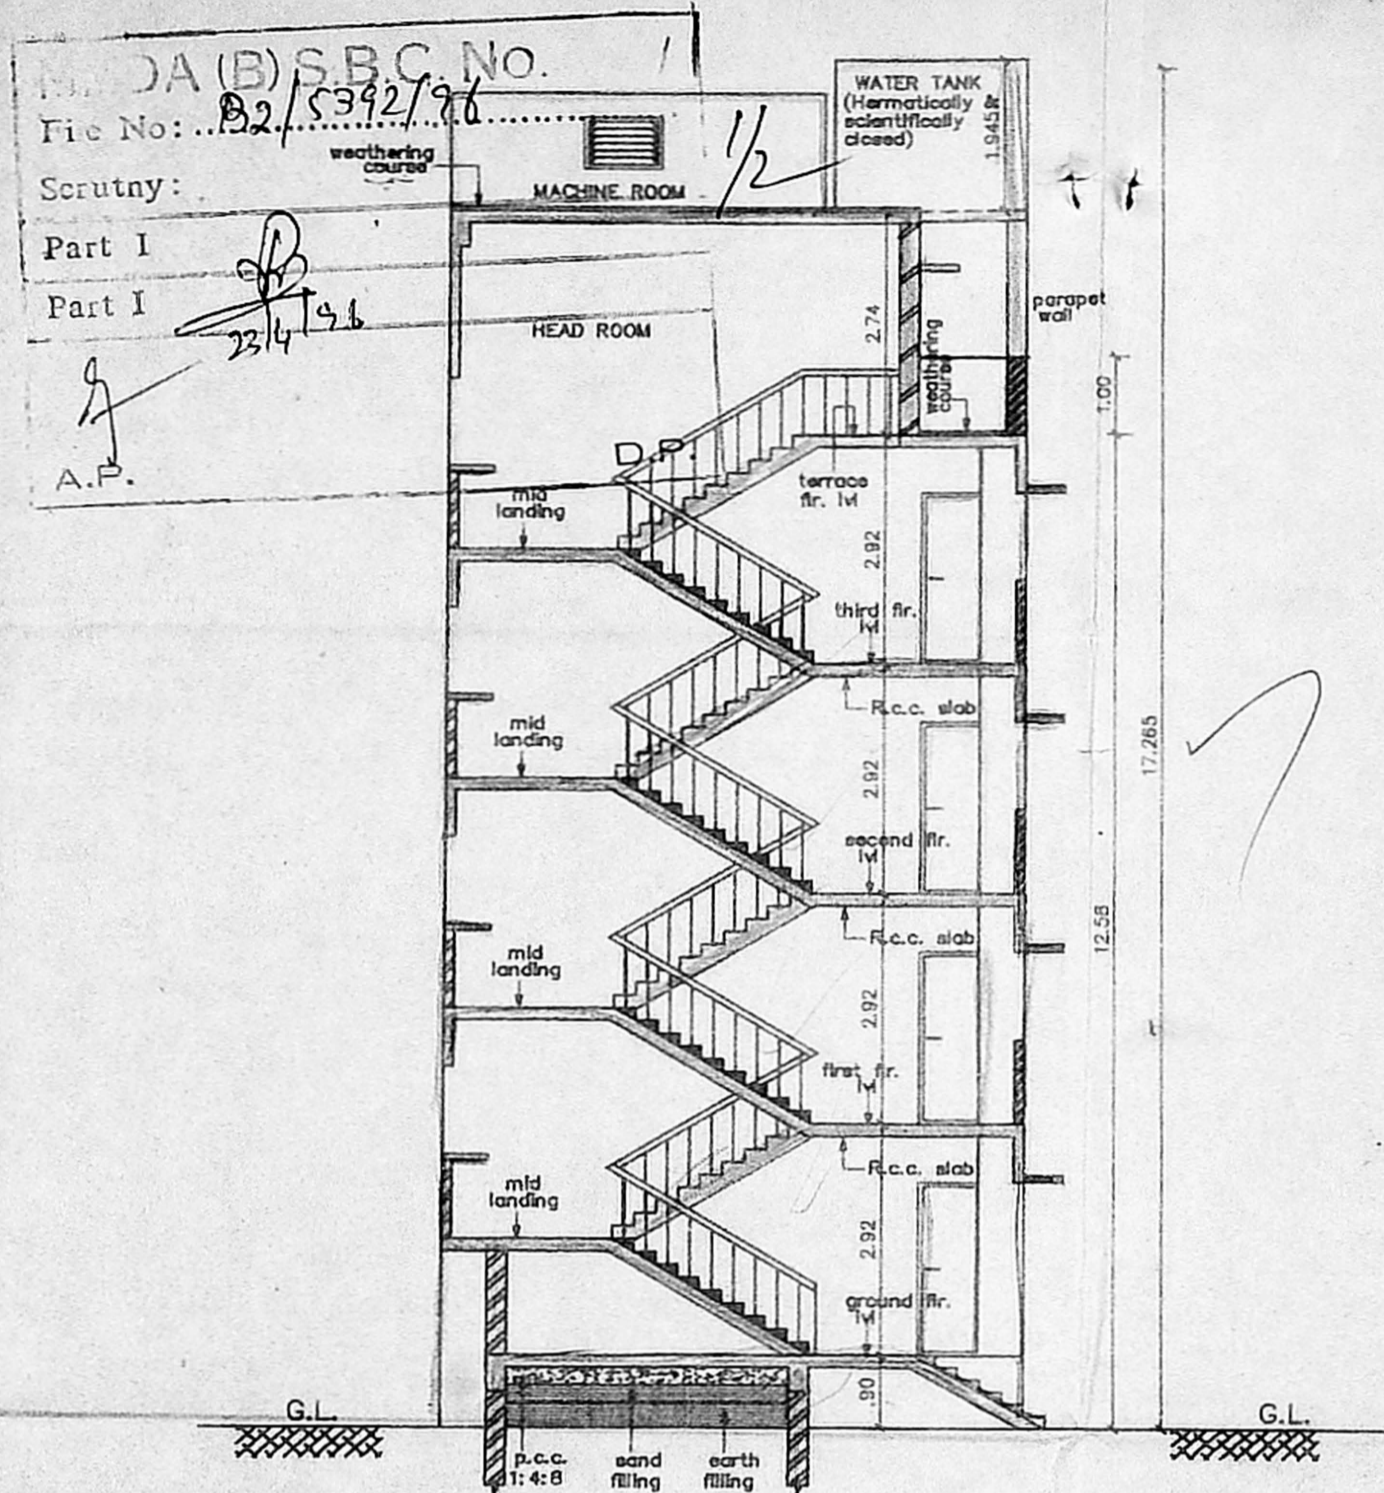 DA (B) S.B.C. NO.
File No: B2/5392/96
Scrutny:
Part I
Part I
23/4/96
A.P.
D.P.
1/2
WATER TANK
(Hermatically &
scientifically
closed)
1.945
weathering
course
MACHINE ROOM
HEAD ROOM
2.74
weathering
course
parapet
wall
1.00
terrace
flr. lvl
mid
landing
2.92
third flr.
lvl
R.c.c. slab
mid
landing
2.92
second flr.
lvl
R.c.c. slab
17.265
12.58
mid
landing
2.92
first flr.
lvl
R.c.c. slab
mid
landing
2.92
ground flr.
lvl
.90
G.L.
G.L.
p.c.c.
1:4:8
sand
filling
earth
filling